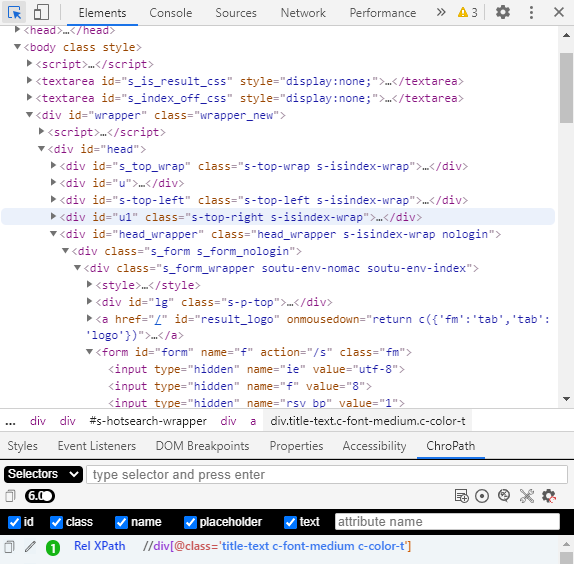 Elements Console Sources Network Performance » 3
<head>…</head>
<body class style>
<script>…</script>
<textarea id="s_is_result_css" style="display:none;">…</textarea>
<textarea id="s_index_off_css" style="display:none;">…</textarea>
<div id="wrapper" class="wrapper_new">
<script>…</script>
<div id="head">
<div id="s_top_wrap" class="s-top-wrap s-isindex-wrap">…</div>
<div id="u">…</div>
<div id="s-top-left" class="s-top-left s-isindex-wrap">…</div>
<div id="u1" class="s-top-right s-isindex-wrap">…</div>
<div id="head_wrapper" class="head_wrapper s-isindex-wrap nologin">
<div class="s_form s_form_nologin">
<div class="s_form_wrapper soutu-env-nomac soutu-env-index">
<style>…</style>
<div id="lg" class="s-p-top">…</div>
<a href="/" id="result_logo" onmousedown="return c({'fm':'tab','tab':
'logo'})">…</a>
<form id="form" name="f" action="/s" class="fm">
<input type="hidden" name="ie" value="utf-8">
<input type="hidden" name="f" value="8">
<input type="hidden" name="rsv_bp" value="1">
... div div #s-hotsearch-wrapper div a div.title-text.c-font-medium.c-color-t
Styles Event Listeners DOM Breakpoints Properties Accessibility ChroPath
Selectors type selector and press enter
6.0
id class name placeholder text attribute name
1 Rel XPath //div[@class='title-text c-font-medium c-color-t']